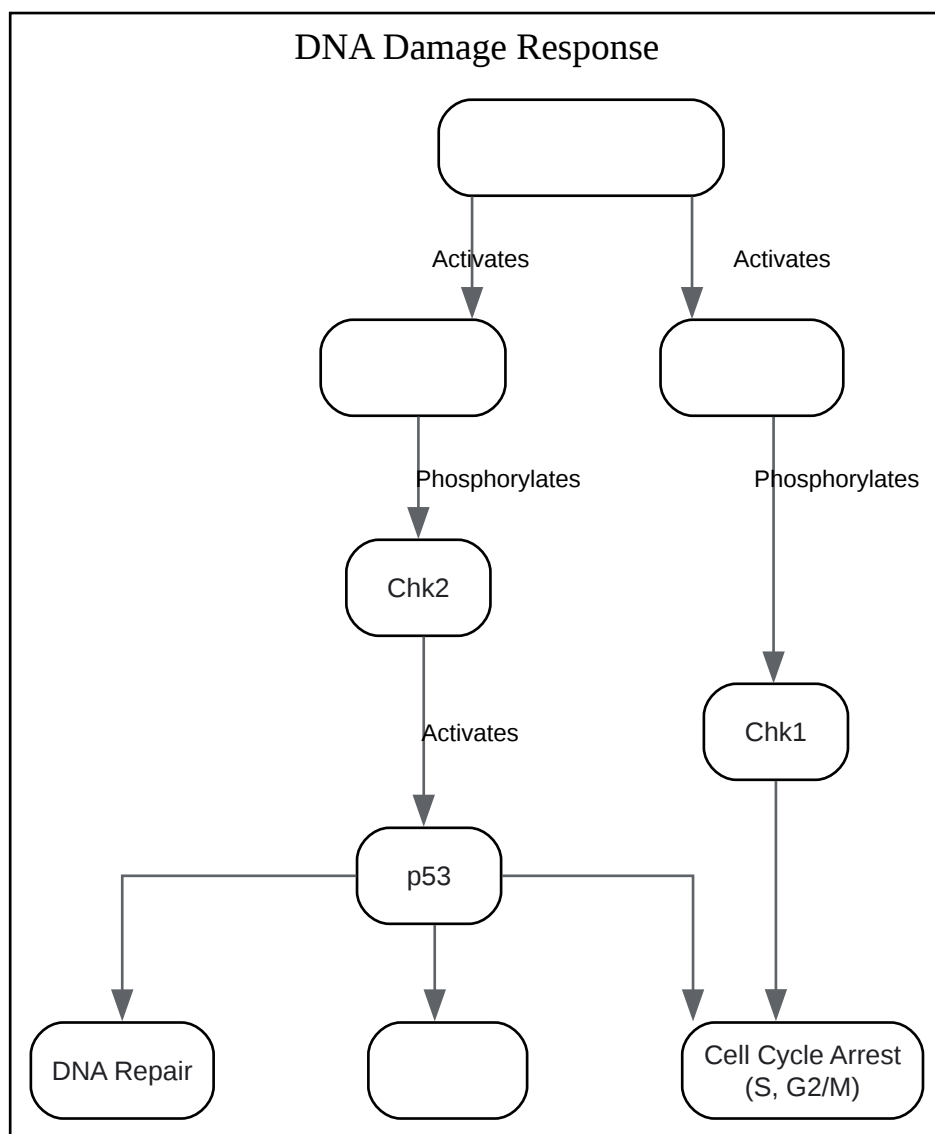 DNA Damage Response
Activates
Activates
Phosphorylates
Phosphorylates
Chk2
Chk1
Activates
p53
DNA Repair
Cell Cycle Arrest
(S, G2/M)